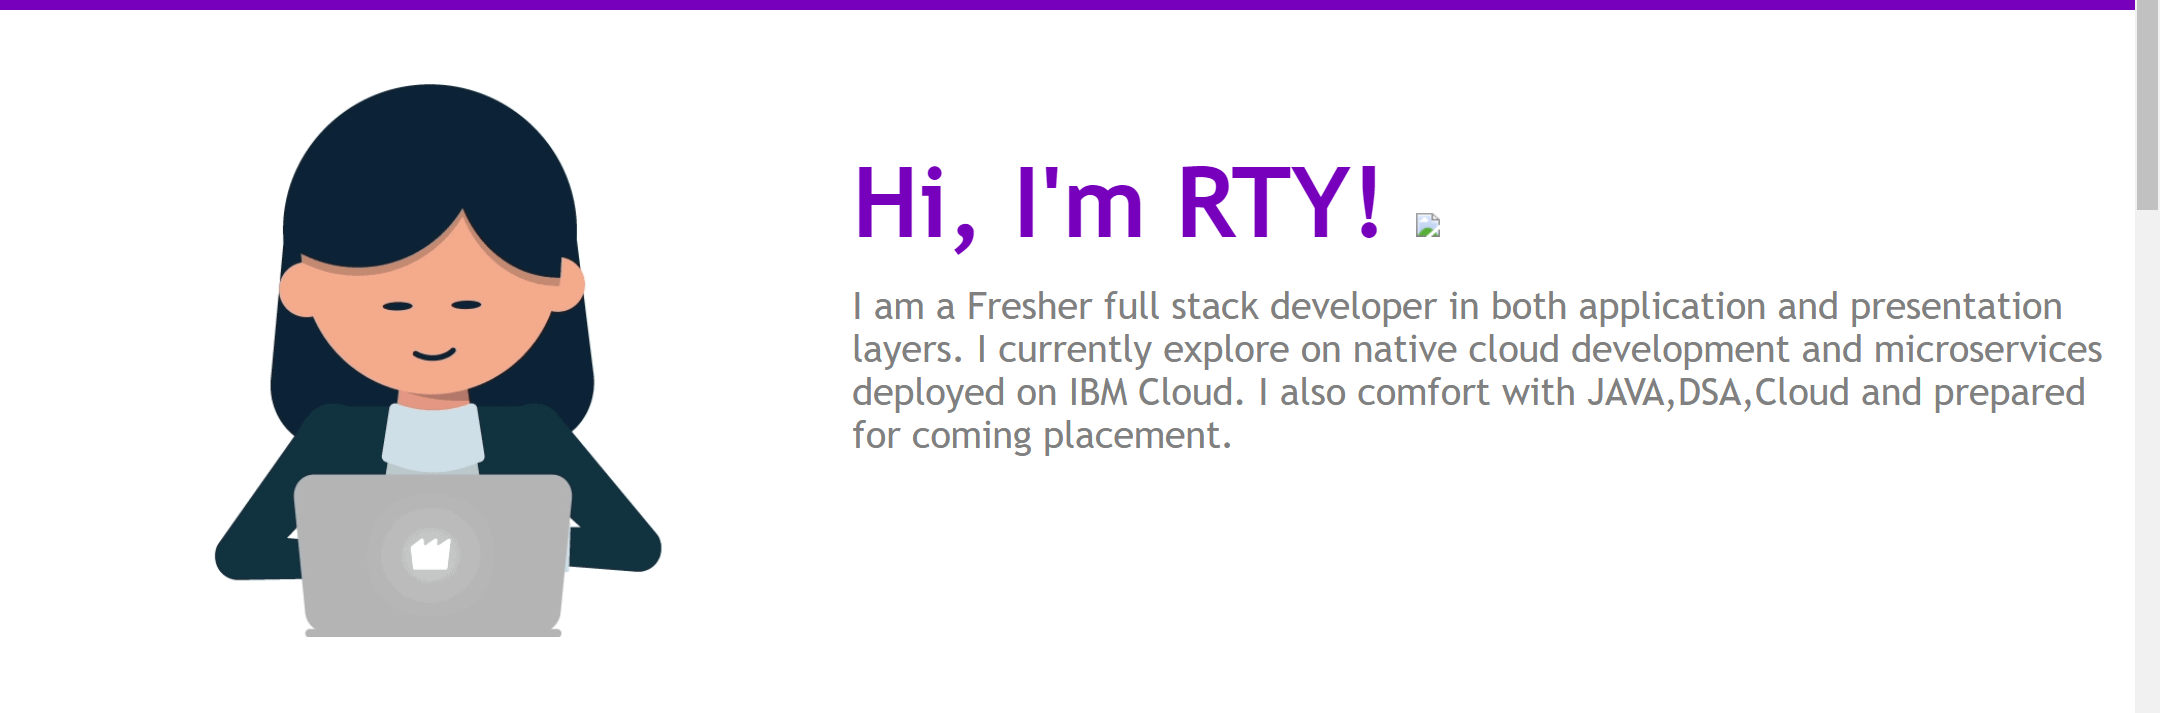 Hi, I'm RTY!
I am a Fresher full stack developer in both application and presentation
layers. I currently explore on native cloud development and microservices
deployed on IBM Cloud. I also comfort with JAVA,DSA,Cloud and prepared
for coming placement.